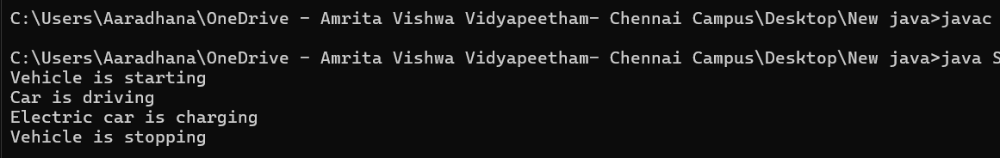 C:\Users\Aaradhana\OneDrive - Amrita Vishwa Vidyapeetham- Chennai Campus\Desktop\New java>javac
C:\Users\Aaradhana\OneDrive - Amrita Vishwa Vidyapeetham- Chennai Campus\Desktop\New java>java S
Vehicle is starting
Car is driving
Electric car is charging
Vehicle is stopping